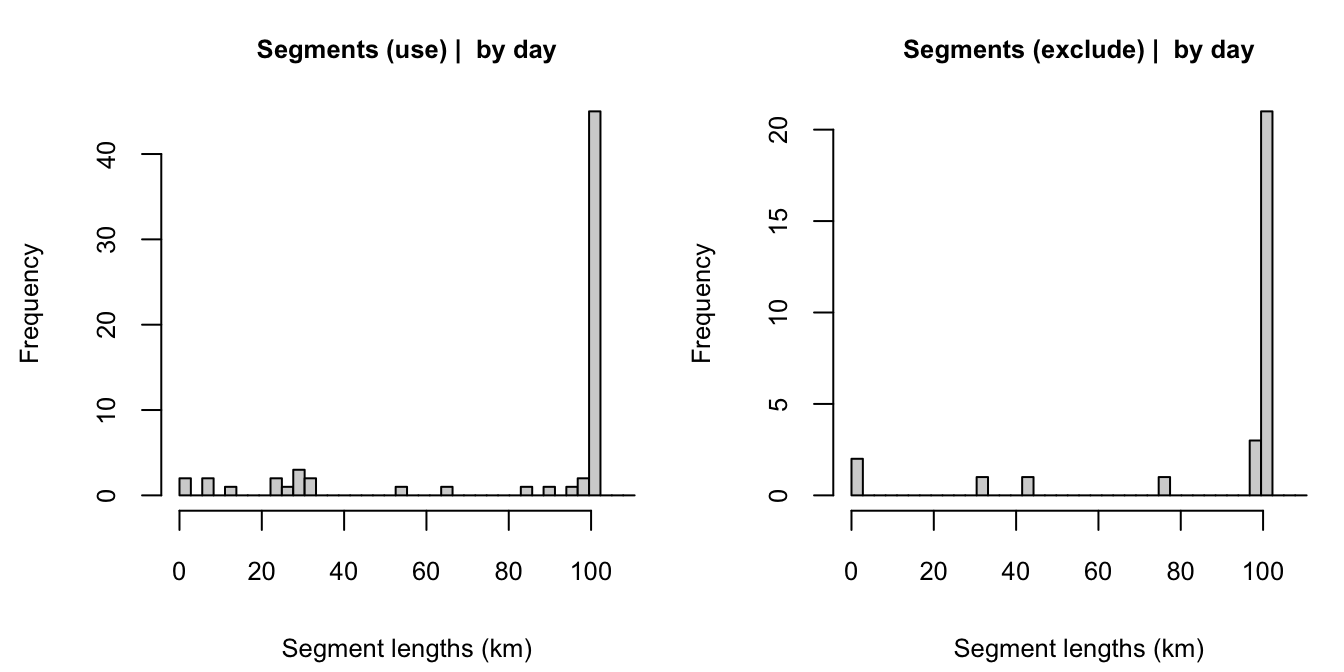 Segments (use) |  by day
Frequency
0 10 20 30 40
0 20 40 60 80 100
Segment lengths (km)
Segments (exclude) |  by day
Frequency
0 5 10 15 20
0 20 40 60 80 100
Segment lengths (km)